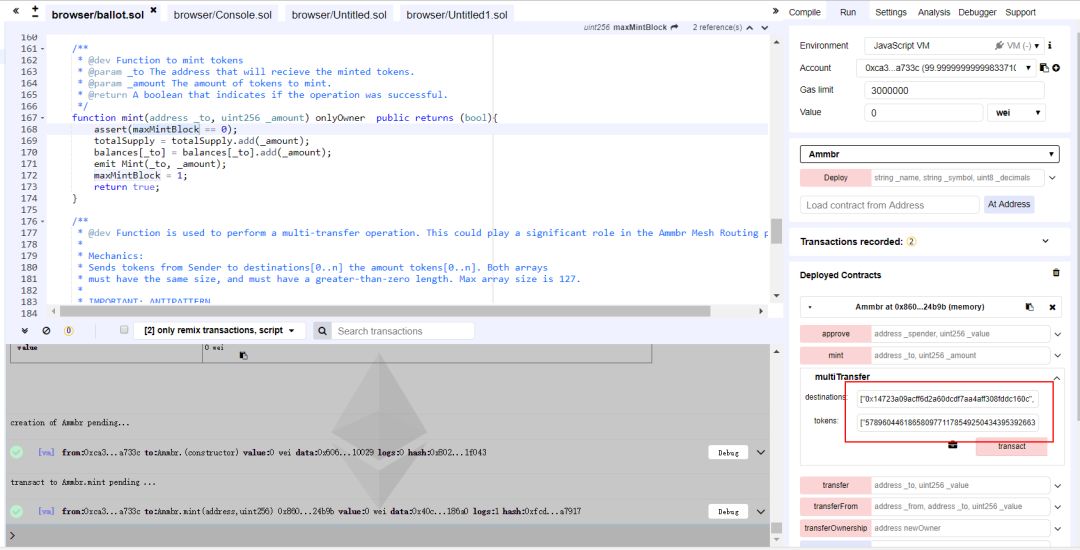 browser/ballot.sol
browser/Console.sol
browser/Untitled.sol
browser/Untitled1.sol
uint256 maxMintBlock
2 reference(s)
160
161 /**
162 * @dev Function to mint tokens
163 * @param _to The address that will recieve the minted tokens.
164 * @param _amount The amount of tokens to mint.
165 * @return A boolean that indicates if the operation was successful.
166 */
167 function mint(address _to, uint256 _amount) onlyOwner public returns (bool){
168 assert(maxMintBlock == 0);
169 totalSupply = totalSupply.add(_amount);
170 balances[_to] = balances[_to].add(_amount);
171 emit Mint(_to, _amount);
172 maxMintBlock = 1;
173 return true;
174 }
175
176 /**
177 * @dev Function is used to perform a multi-transfer operation. This could play a significant role in the Ammbr Mesh Routing p
178 *
179 * Mechanics:
180 * Sends tokens from Sender to destinations[0..n] the amount tokens[0..n]. Both arrays
181 * must have the same size, and must have a greater-than-zero length. Max array size is 127.
182 *
183 * IMPORTANT: ANTIPATTERN
184
0
[2] only remix transactions, script
Search transactions
value
0 wei
creation of Ammbr pending...
[vm] from:0xca3...a733c to:Ammbr.(constructor) value:0 wei data:0x606...10029 logs:0 hash:0x802...1f043
Debug
transact to Ammbr.mint pending ...
[vm] from:0xca3...a733c to:Ammbr.mint(address,uint256) 0x860...24b9b value:0 wei data:0x40c...186a0 logs:1 hash:0xfcd...a7917
Debug
>
Compile
Run
Settings
Analysis
Debugger
Support
Environment
JavaScript VM
VM (-)
Account
0xca3...a733c (99.9999999999983371(
Gas limit
3000000
Value
0
wei
Ammbr
Deploy
string _name, string _symbol, uint8 _decimals
Load contract from Address
At Address
Transactions recorded: 2
Deployed Contracts
Ammbr at 0x860...24b9b (memory)
approve
address _spender, uint256 _value
mint
address _to, uint256 _amount
multiTransfer
destinations:
["0x14723a09acff6d2a60dcdf7aa4aff308fddc160c",
tokens:
["57896044618658097711785492504343953926634
transact
transfer
address _to, uint256 _value
transferFrom
address _from, address _to, uint256 _value
transferOwnership
address newOwner